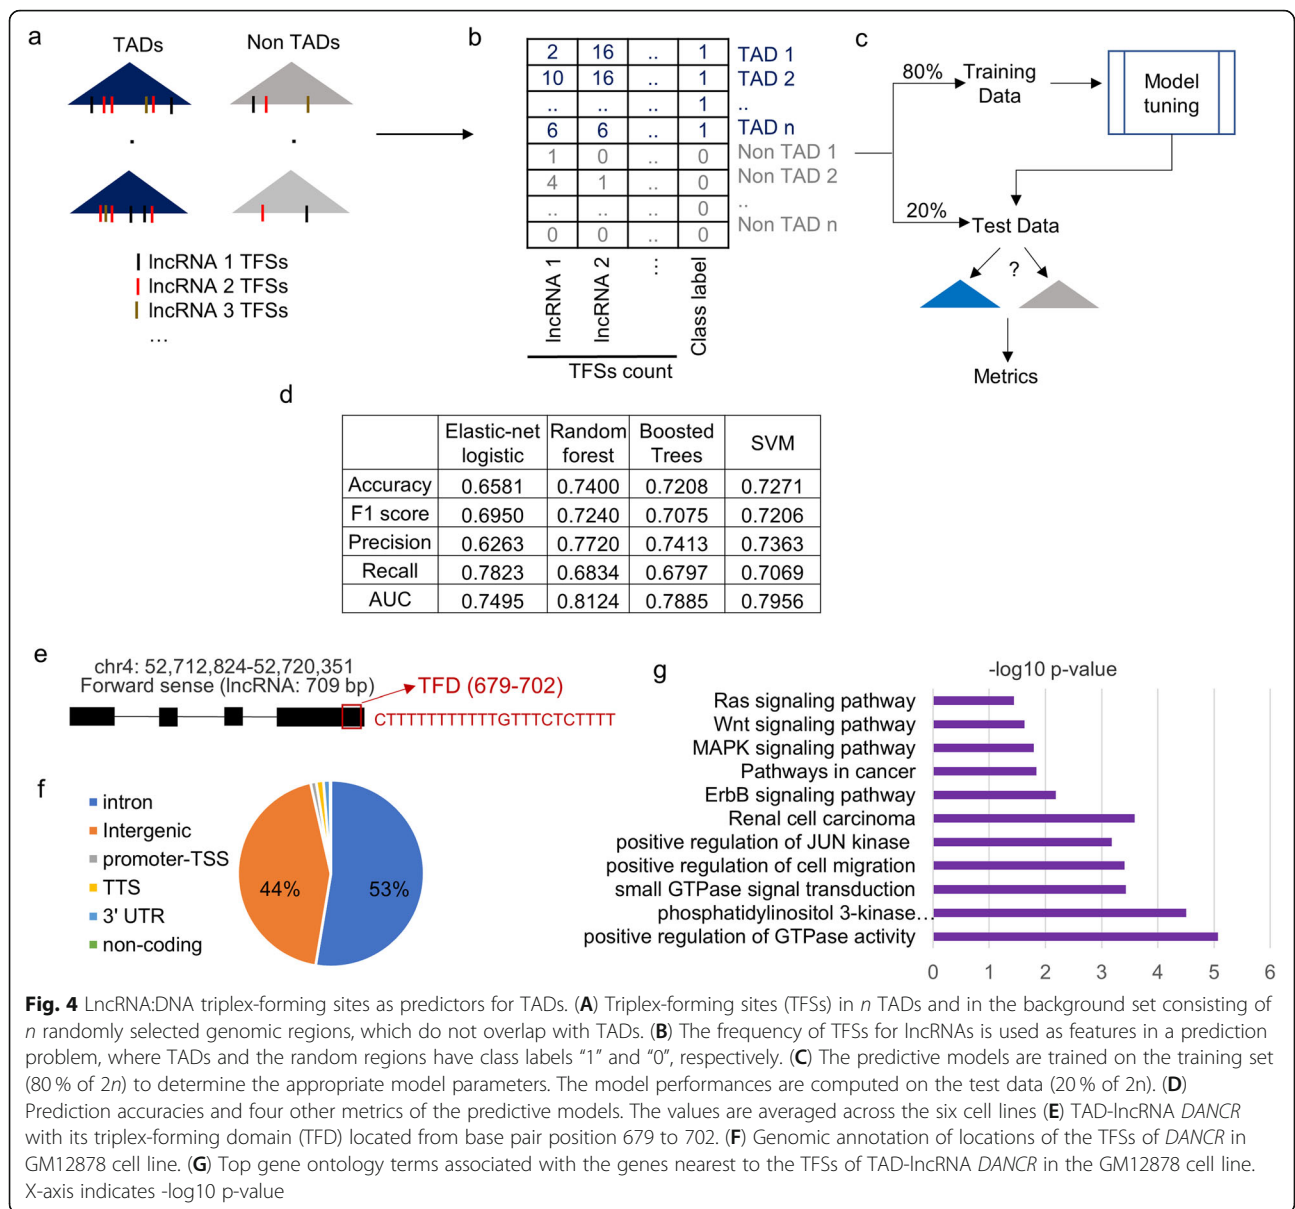 a
TADs
Non TADs
lncRNA 1 TFSs
lncRNA 2 TFSs
lncRNA 3 TFSs
...
b
2 16 .. 1 TAD 1
10 16 .. 1 TAD 2
.. .. .. 1 ..
6 6 .. 1 TAD n
1 0 .. 0 Non TAD 1
4 1 .. 0 Non TAD 2
.. .. .. 0 ..
0 0 .. 0 Non TAD n
lncRNA 1
lncRNA 2
...
Class label
TFSs count
c
80%
Training
Data
Model
tuning
20%
Test Data
?
Metrics
d
Elastic-net logistic Random forest Boosted Trees SVM
Accuracy 0.6581 0.7400 0.7208 0.7271
F1 score 0.6950 0.7240 0.7075 0.7206
Precision 0.6263 0.7720 0.7413 0.7363
Recall 0.7823 0.6834 0.6797 0.7069
AUC 0.7495 0.8124 0.7885 0.7956
e
chr4: 52,712,824-52,720,351
Forward sense (lncRNA: 709 bp)
TFD (679-702)
CTTTTTTTTTTTGTTTCTCTTTT
f
intron
Intergenic
promoter-TSS
TTS
3' UTR
non-coding
44%
53%
g
-log10 p-value
Ras signaling pathway
Wnt signaling pathway
MAPK signaling pathway
Pathways in cancer
ErbB signaling pathway
Renal cell carcinoma
positive regulation of JUN kinase
positive regulation of cell migration
small GTPase signal transduction
phosphatidylinositol 3-kinase...
positive regulation of GTPase activity
0 1 2 3 4 5 6
Fig. 4 LncRNA:DNA triplex-forming sites as predictors for TADs. (A) Triplex-forming sites (TFSs) in n TADs and in the background set consisting of
n randomly selected genomic regions, which do not overlap with TADs. (B) The frequency of TFSs for lncRNAs is used as features in a prediction
problem, where TADs and the random regions have class labels “1” and “0”, respectively. (C) The predictive models are trained on the training set
(80 % of 2n) to determine the appropriate model parameters. The model performances are computed on the test data (20 % of 2n). (D)
Prediction accuracies and four other metrics of the predictive models. The values are averaged across the six cell lines (E) TAD-lncRNA DANCR
with its triplex-forming domain (TFD) located from base pair position 679 to 702. (F) Genomic annotation of locations of the TFSs of DANCR in
GM12878 cell line. (G) Top gene ontology terms associated with the genes nearest to the TFSs of TAD-lncRNA DANCR in the GM12878 cell line.
X-axis indicates -log10 p-value